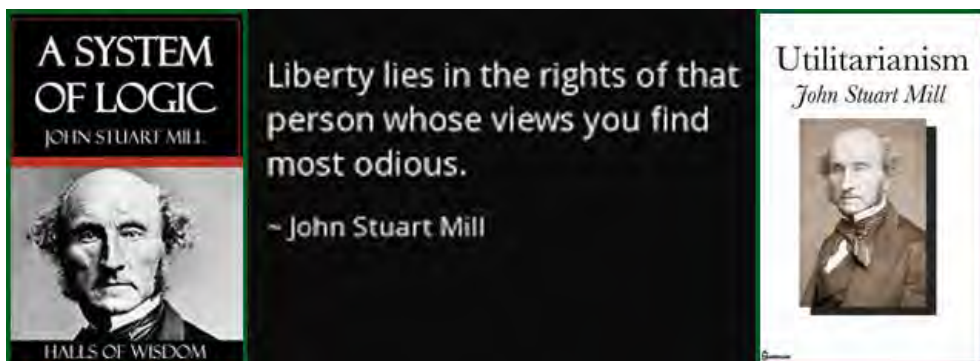 A SYSTEM
OF LOGIC
JOHN STUART MILL
HALLS OF WISDOM
Liberty lies in the rights of that
person whose views you find
most odious.
~ John Stuart Mill
Utilitarianism
John Stuart Mill